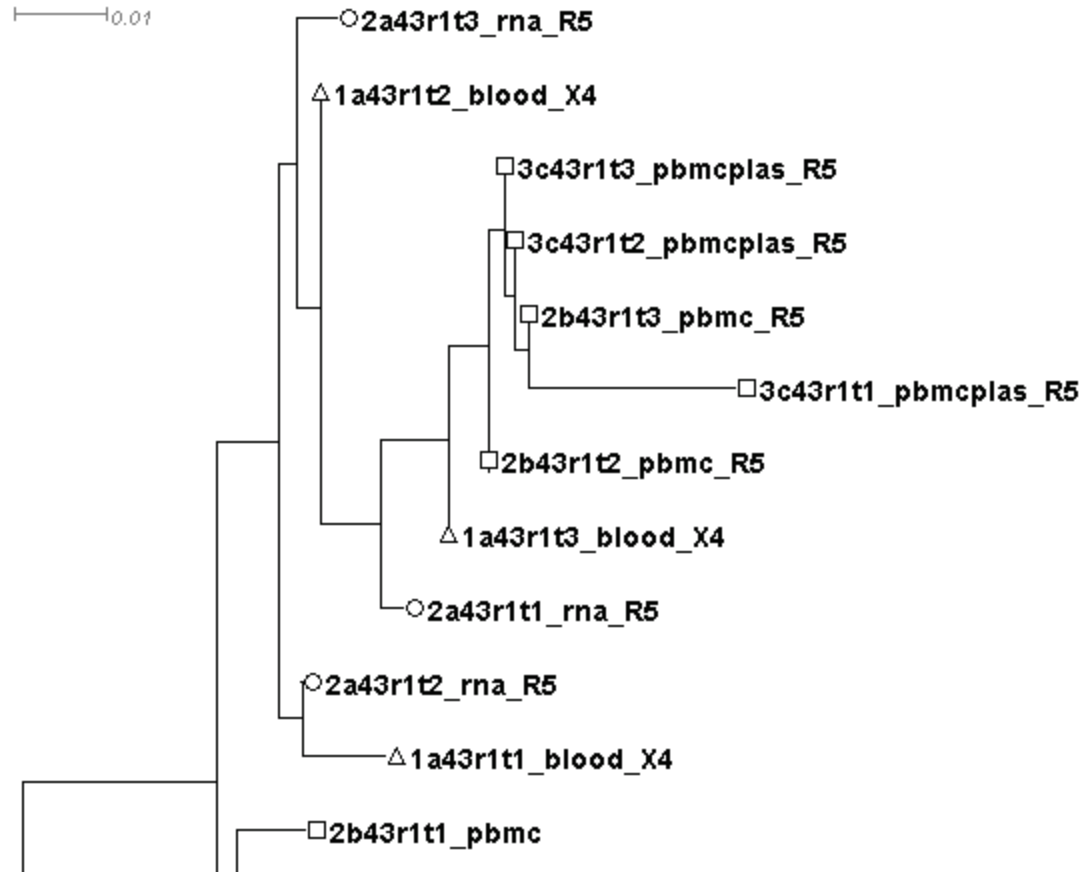 0.01
2a43r1t3_rna_R5
1a43r1t2_blood_X4
3c43r1t3_pbmcplas_R5
3c43r1t2_pbmcplas_R5
2b43r1t3_pbmc_R5
3c43r1t1_pbmcplas_R5
2b43r1t2_pbmc_R5
1a43r1t3_blood_X4
2a43r1t1_rna_R5
2a43r1t2_rna_R5
1a43r1t1_blood_X4
2b43r1t1_pbmc